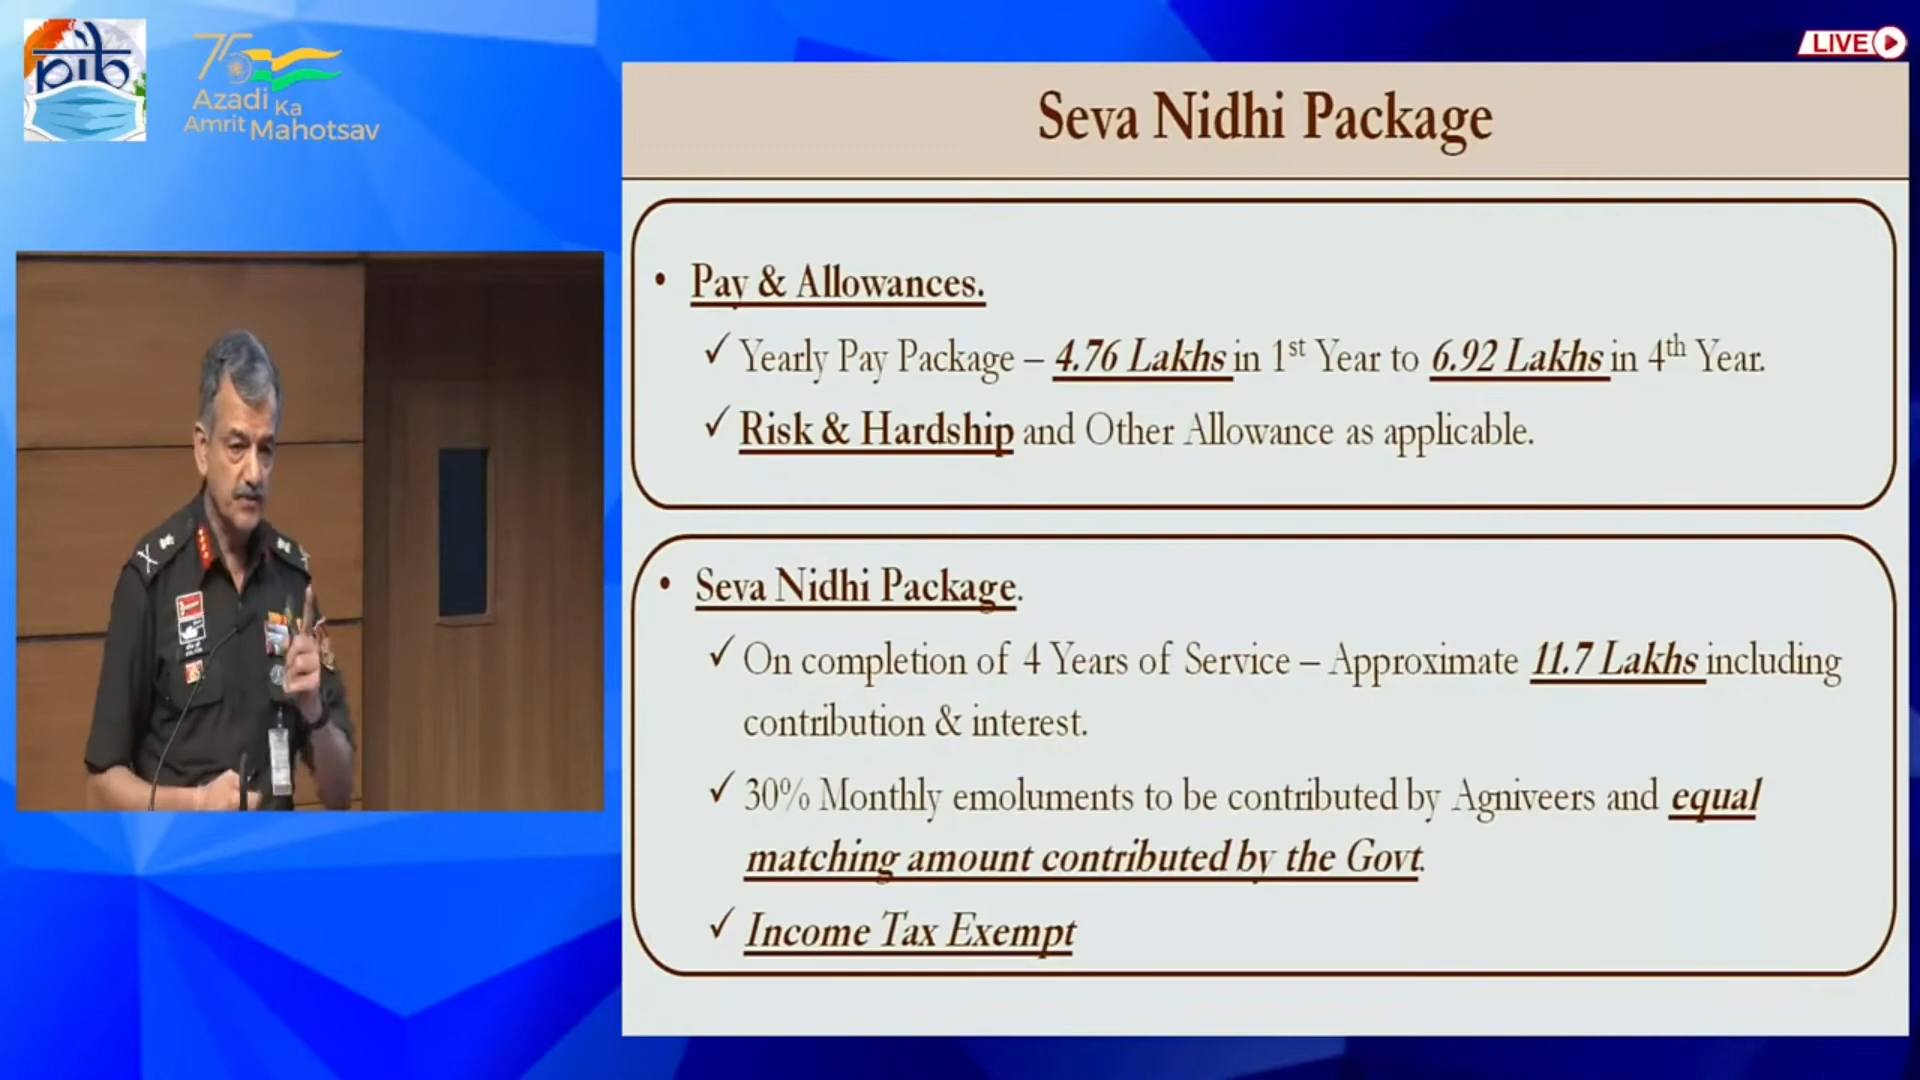 pib
75
Azadi Ka
Amrit Mahotsav
LIVE
Seva Nidhi Package
• Pay & Allowances.
✓ Yearly Pay Package – 4.76 Lakhs in 1st Year to 6.92 Lakhs in 4th Year.
✓ Risk & Hardship and Other Allowance as applicable.
• Seva Nidhi Package.
✓ On completion of 4 Years of Service – Approximate 11.7 Lakhs including
contribution & interest.
✓ 30% Monthly emoluments to be contributed by Agniveers and equal
matching amount contributed by the Govt.
✓ Income Tax Exempt